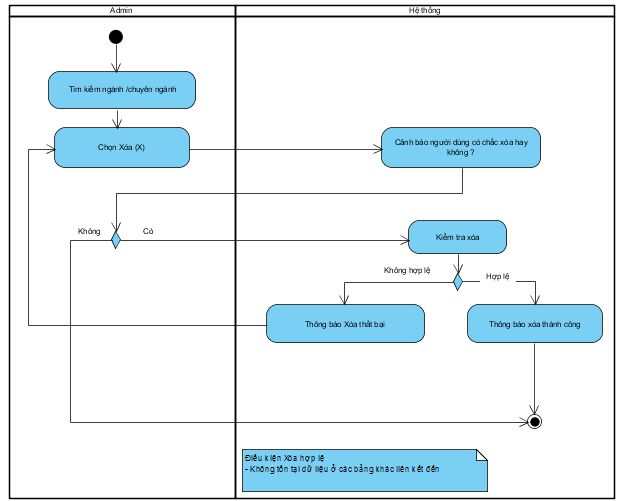 Admin
Hệ thống
Tìm kiếm ngành /chuyên ngành
Chọn Xóa (X)
Cảnh báo người dùng có chắc xóa hay
không ?
Không
Có
Kiểm tra xóa
Không hợp lệ
Hợp lệ
Thông báo Xóa thất bại
Thông báo xóa thành công
Điều kiện Xóa hợp lệ
- Không tồn tại dữ liệu ở các bảng khác liên kết đến